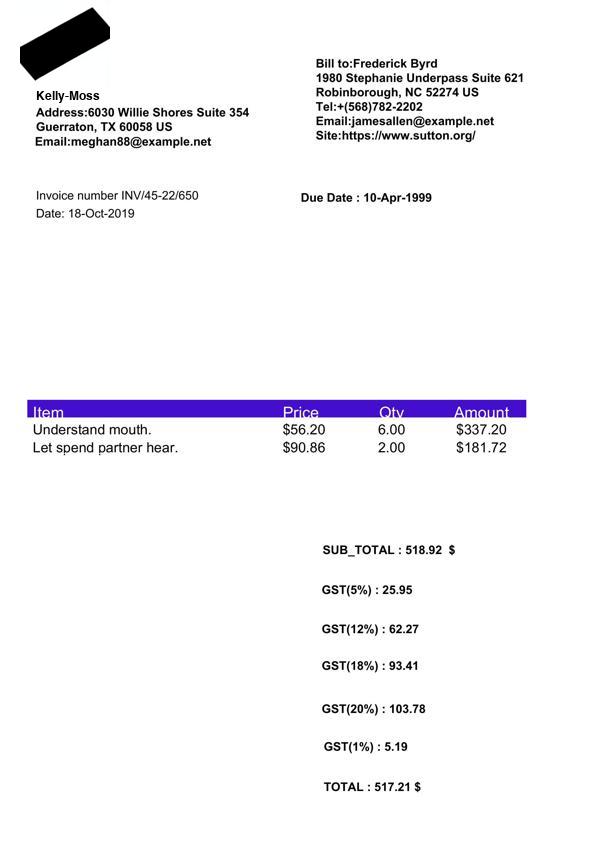 Kelly-Moss
Address:6030 Willie Shores Suite 354
Guerraton, TX 60058 US
Email:meghan88@example.net
Bill to:Frederick Byrd
1980 Stephanie Underpass Suite 621
Robinborough, NC 52274 US
Tel:+(568)782-2202
Email:jamesallen@example.net
Site:https://www.sutton.org/
Invoice number INV/45-22/650
Date: 18-Oct-2019
Due Date : 10-Apr-1999
Item Price Qty Amount
Understand mouth. $56.20 6.00 $337.20
Let spend partner hear. $90.86 2.00 $181.72
SUB_TOTAL : 518.92 $
GST(5%) : 25.95
GST(12%) : 62.27
GST(18%) : 93.41
GST(20%) : 103.78
GST(1%) : 5.19
TOTAL : 517.21 $